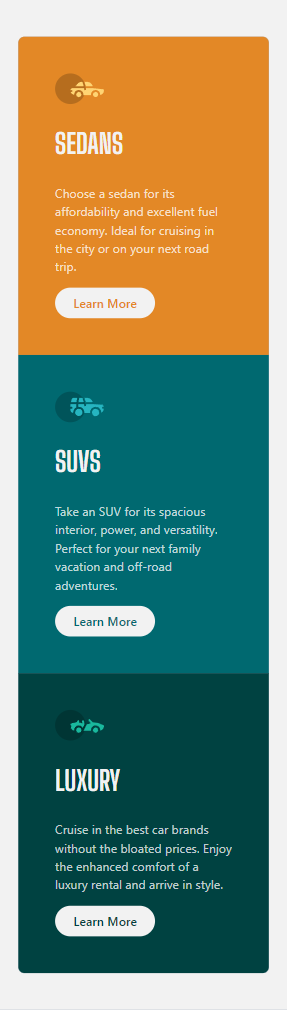 SEDANS
Choose a sedan for its
affordability and excellent fuel
economy. Ideal for cruising in
the city or on your next road
trip.
Learn More
SUVS
Take an SUV for its spacious
interior, power, and versatility.
Perfect for your next family
vacation and off-road
adventures.
Learn More
LUXURY
Cruise in the best car brands
without the bloated prices. Enjoy
the enhanced comfort of a
luxury rental and arrive in style.
Learn More